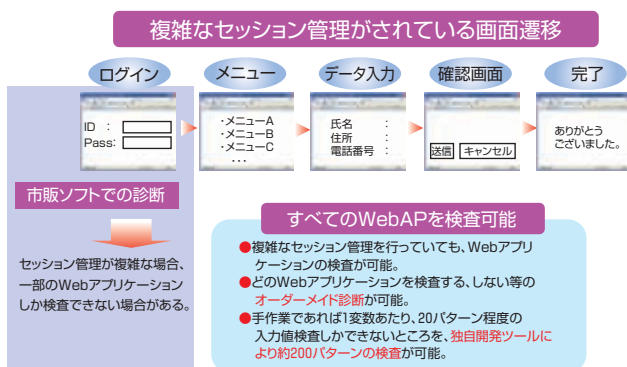 複雑なセッション管理がされている画面遷移
ログイン
メニュー
データ入力
確認画面
完了
ID :
Pass:
・メニューA
・メニューB
・メニューC
・・・
氏名 :
住所 :
電話番号 :
送信 キャンセル
ありがとう
ございました。
市販ソフトでの診断
セッション管理が複雑な場合、
一部のWebアプリケーション
しか検査できない場合がある。
すべてのWebAPを検査可能
●複雑なセッション管理を行っていても、Webアプリ
ケーションの検査が可能。
●どのWebアプリケーションを検査する、しない等の
オーダーメイド診断が可能。
●手作業であれば1変数あたり、20パターン程度の
入力値検査しかできないところを、独自開発ツールに
より約200パターンの検査が可能。